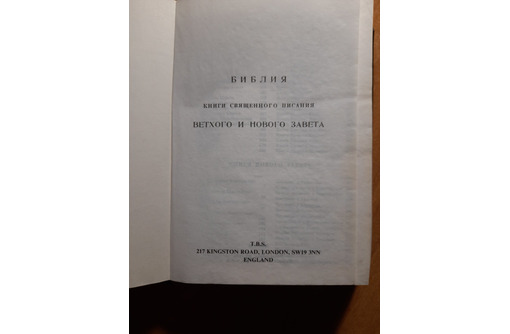 БИБЛИЯ
КНИГИ СВЯЩЕННОГО ПИСАНИЯ
ВЕТХОГО И НОВОГО ЗАВЕТА
T.B.S.
217 KINGSTON ROAD, LONDON, SW19 3NN
ENGLAND